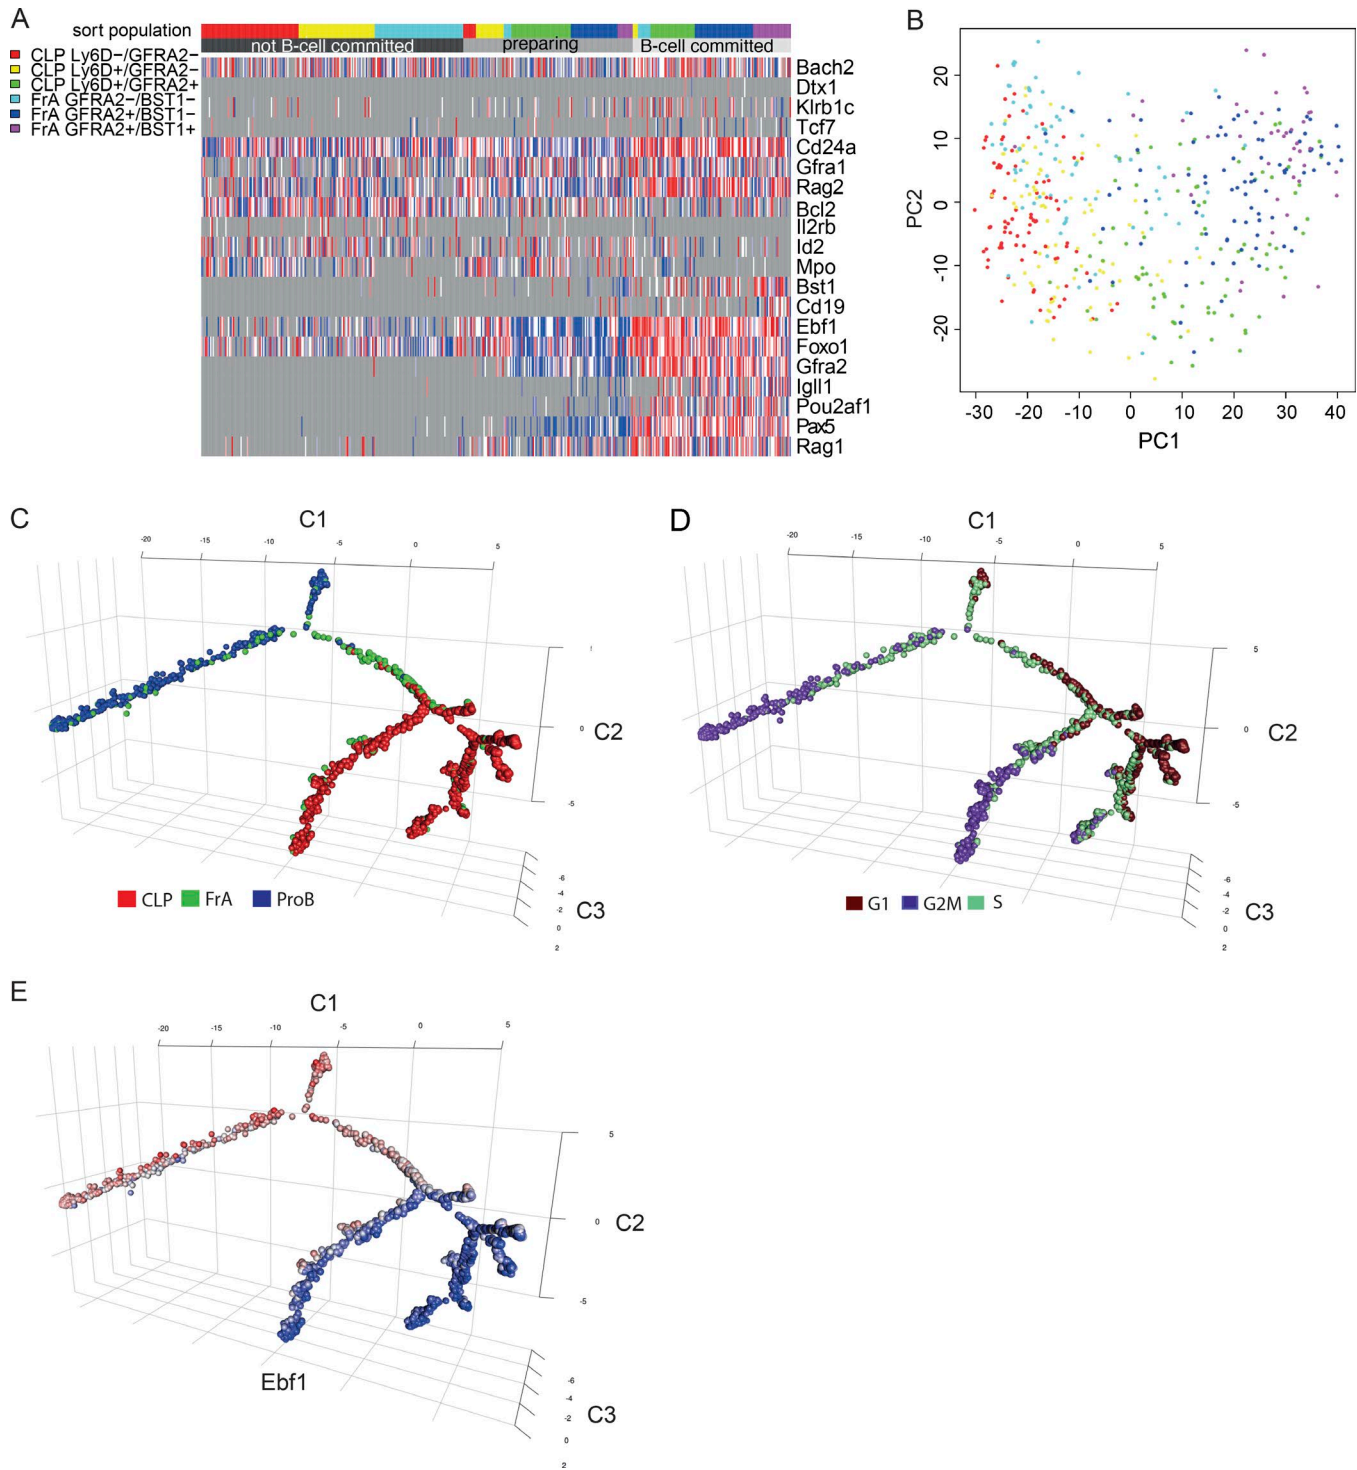 A
sort population
CLP Ly6D−/GFRA2−
CLP Ly6D+/GFRA2−
CLP Ly6D+/GFRA2+
FrA GFRA2−/BST1−
FrA GFRA2+/BST1−
FrA GFRA2+/BST1+
not B-cell committed preparing B-cell committed
Bach2
Dtx1
Klrb1c
Tcf7
Cd24a
Gfra1
Rag2
Bcl2
Il2rb
Id2
Mpo
Bst1
Cd19
Ebf1
Foxo1
Gfra2
Igll1
Pou2af1
Pax5
Rag1
B
PC2
20
10
0
-10
-20
-30 -20 -10 0 10 20 30 40
PC1
C
C1
-20 -15 -10 -5 0 5
C2
0
-5
-6
-4
-2
0
2
C3
CLP FrA ProB
D
C1
-20 -15 -10 -5 0 5
5
C2
0
-5
-6
-4
-2
0
2
C3
G1 G2M S
E
C1
-20 -15 -10 -5 0 5
5
0 C2
-5
Ebf1
-6
-4
-2
0
2
C3